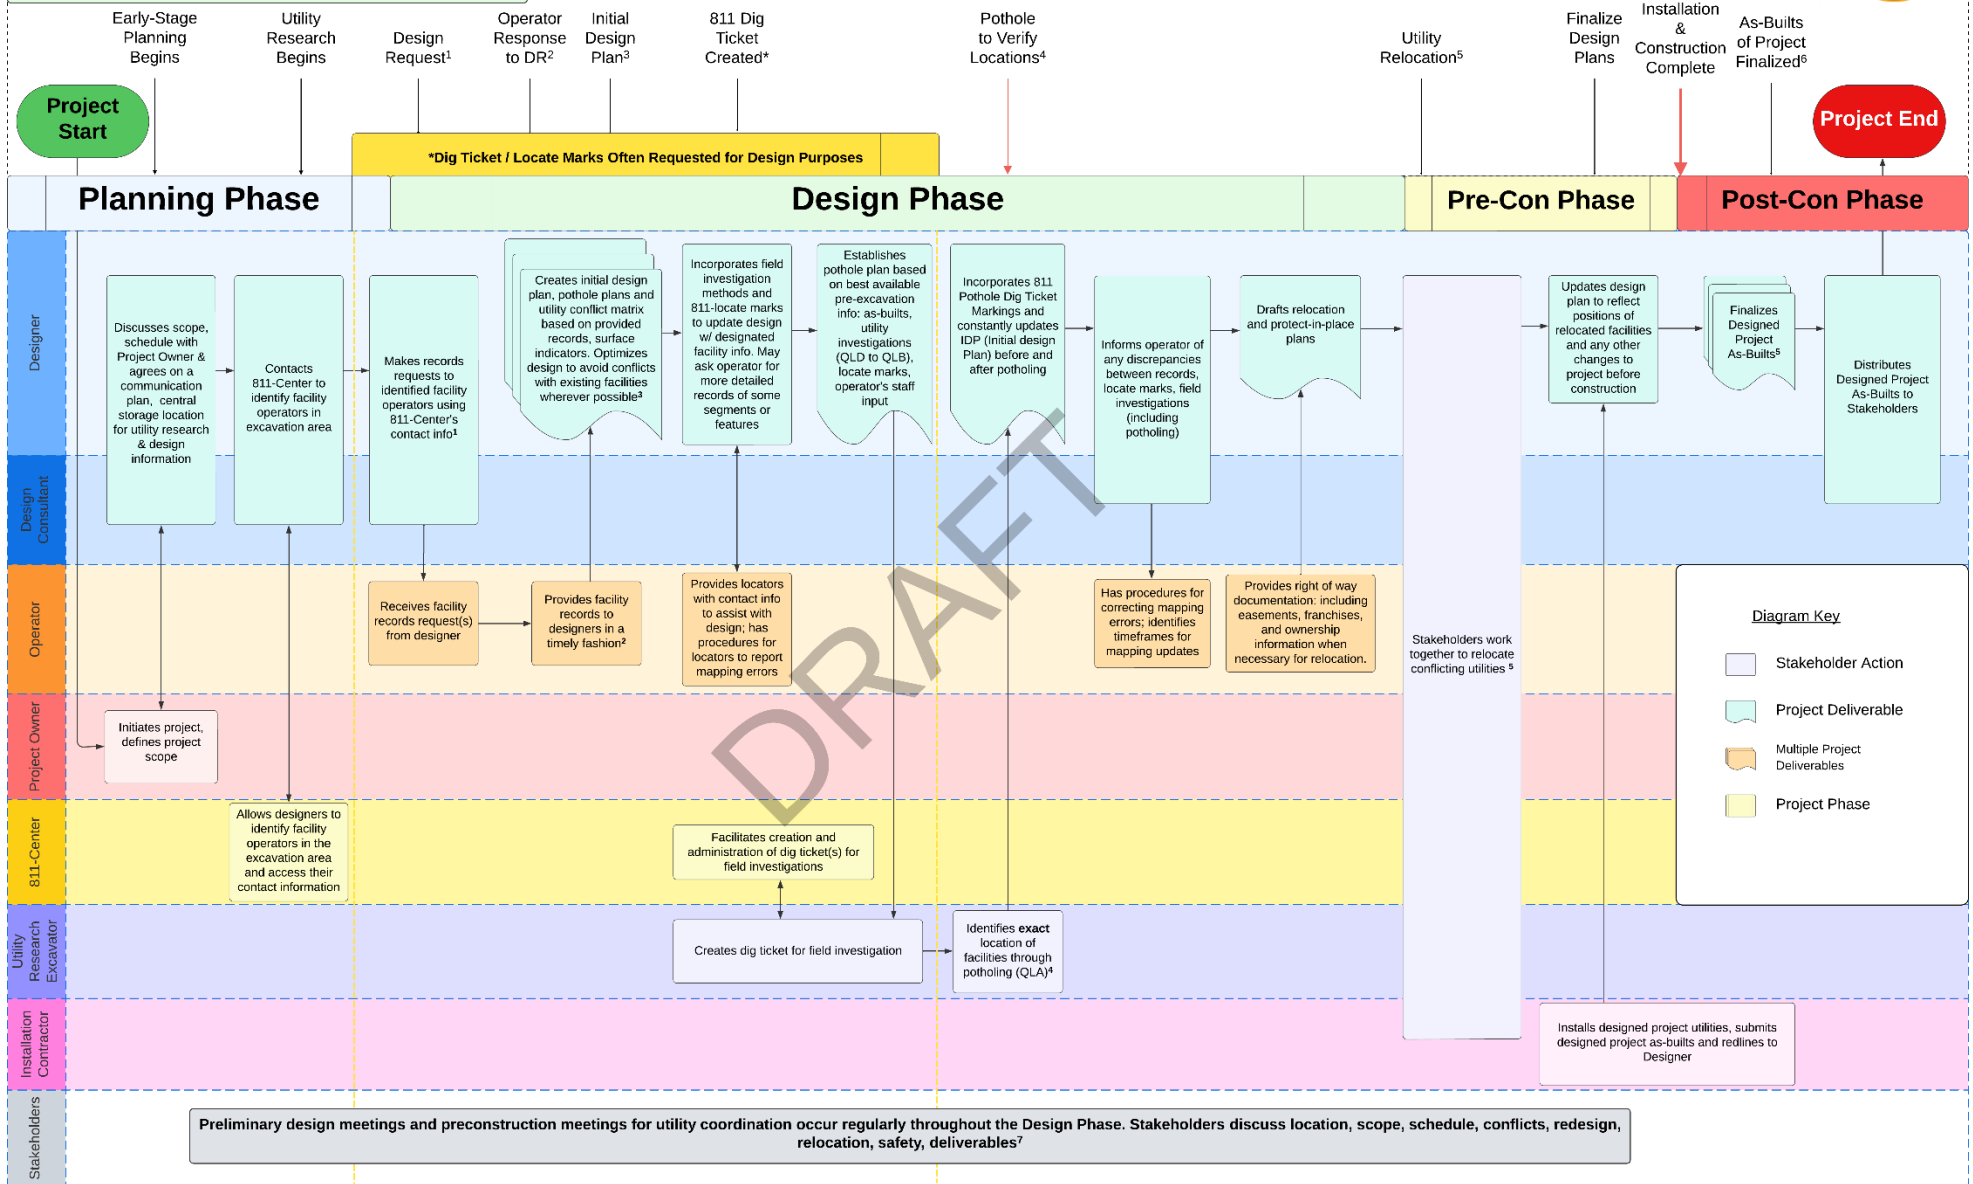 Early-Stage
Planning
Begins
Utility
Research
Begins
Design
Request¹
Operator
Response
to DR²
Initial
Design
Plan³
811 Dig
Ticket
Created*
Pothole
to Verify
Locations⁴
Utility
Relocation⁵
Finalize
Design
Plans
Installation
&
Construction
Complete
As-Builts
of Project
Finalized⁶
Project
Start
Project End
*Dig Ticket / Locate Marks Often Requested for Design Purposes
Planning Phase
Design Phase
Pre-Con Phase
Post-Con Phase
Designer
Discusses scope,
schedule with
Project Owner &
agrees on a
communication
plan, central
storage location
for utility research
& design
information
Contacts
811-Center to
identify facility
operators in
excavation area
Makes records
requests to
identified facility
operators using
811-Center's
contact info¹
Creates initial design
plan, pothole plans and
utility conflict matrix
based on provided
records, surface
indicators. Optimizes
design to avoid conflicts
with existing facilities
wherever possible³
Incorporates field
investigation
methods and
811-locate marks
to update design
w/ designated
facility info. May
ask operator for
more detailed
records of some
segments or
features
Establishes
pothole plan based
on best available
pre-excavation
info: as-builts,
utility
investigations
(QLD to QLB),
locate marks,
operator's staff
input
Incorporates 811
Pothole Dig Ticket
Markings and
constantly updates
IDP (Initial design
Plan) before and
after potholing
Informs operator of
any discrepancies
between records,
locate marks, field
investigations
(including
potholing)
Drafts relocation
and protect-in-place
plans
Updates design
plan to reflect
positions of
relocated facilities
and any other
changes to
project before
construction
Finalizes
Designed
Project
As-Builts⁵
Distributes
Designed Project
As-Builts to
Stakeholders
Design
Consultant
Operator
Receives facility
records request(s)
from designer
Provides facility
records to
designers in a
timely fashion²
Provides locators
with contact info
to assist with
design; has
procedures for
locators to report
mapping errors
Has procedures for
correcting mapping
errors; identifies
timeframes for
mapping updates
Provides right of way
documentation: including
easements, franchises,
and ownership
information when
necessary for relocation.
Stakeholders work
together to relocate
conflicting utilities ⁵
Diagram Key
Stakeholder Action
Project Deliverable
Multiple Project
Deliverables
Project Phase
DRAFT
Project Owner
Initiates project,
defines project
scope
811-Center
Allows designers to
identify facility
operators in the
excavation area
and access their
contact information
Facilitates creation and
administration of dig ticket(s) for
field investigations
Utility
Research
Excavator
Creates dig ticket for field investigation
Identifies exact
location of
facilities through
potholing (QLA)⁴
Installation
Contractor
Installs designed project utilities, submits
designed project as-builts and redlines to
Designer
Stakeholders
Preliminary design meetings and preconstruction meetings for utility coordination occur regularly throughout the Design Phase. Stakeholders discuss location, scope, schedule, conflicts, redesign,
relocation, safety, deliverables⁷